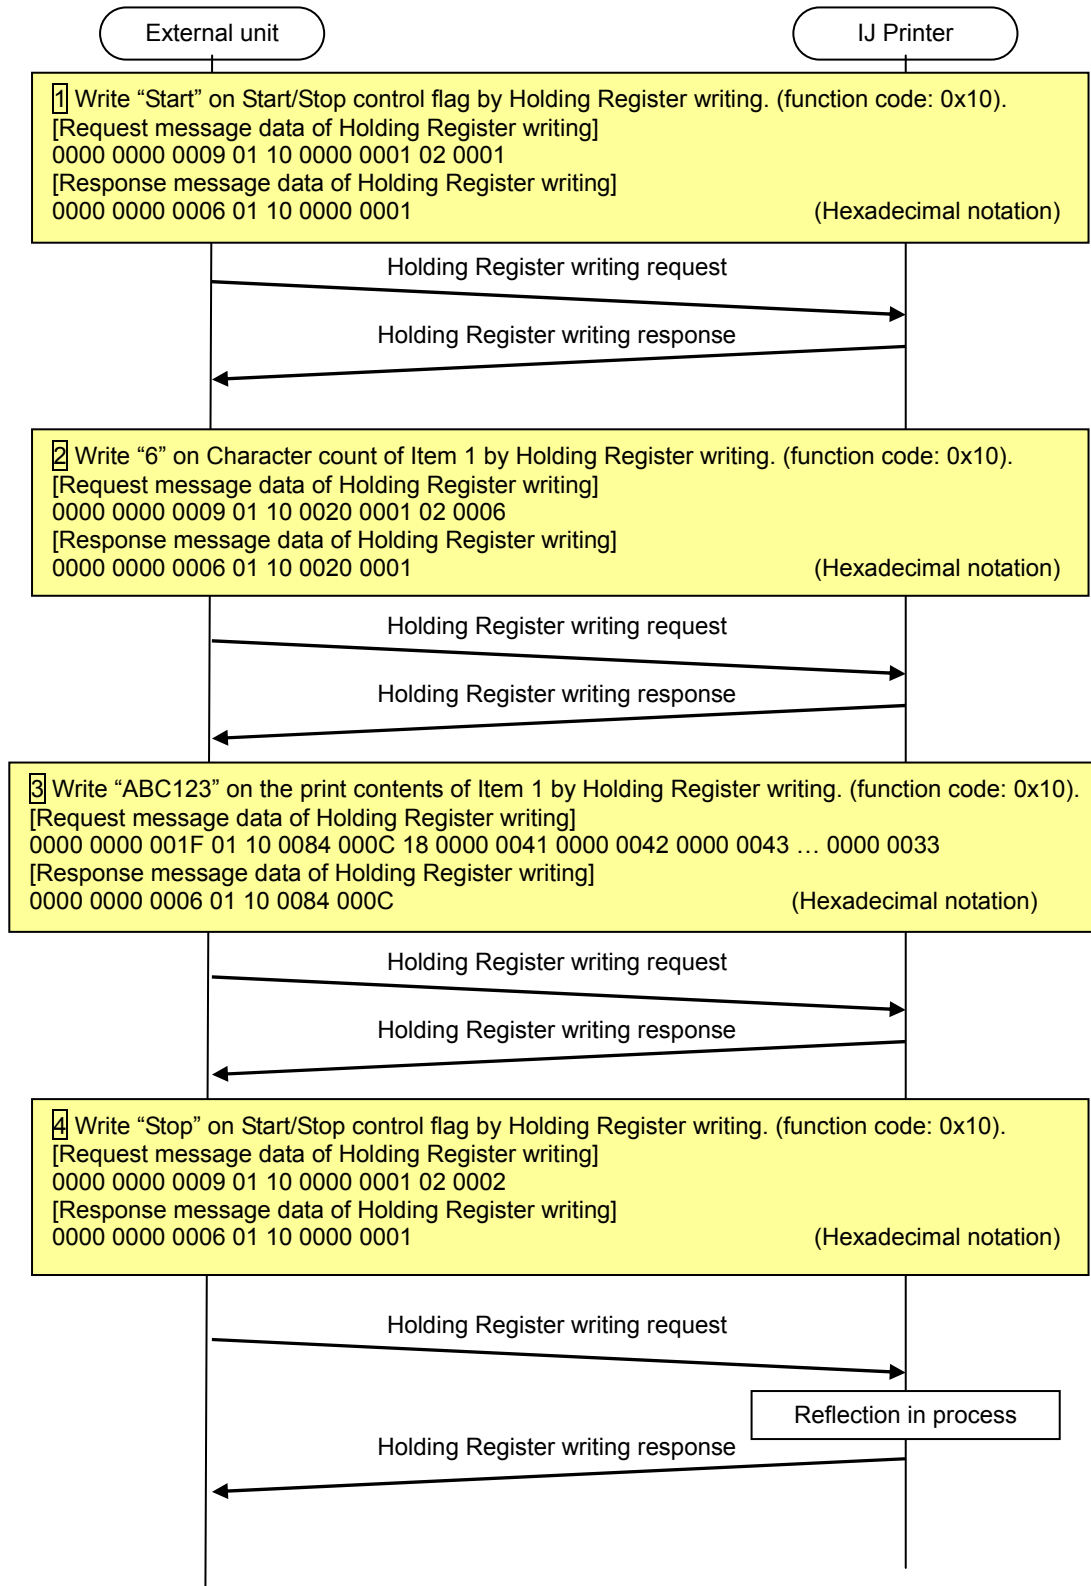 External unit
IJ Printer
1 Write “Start” on Start/Stop control flag by Holding Register writing. (function code: 0x10).
[Request message data of Holding Register writing]
0000 0000 0009 01 10 0000 0001 02 0001
[Response message data of Holding Register writing]
0000 0000 0006 01 10 0000 0001 (Hexadecimal notation)
Holding Register writing request
Holding Register writing response
2 Write “6” on Character count of Item 1 by Holding Register writing. (function code: 0x10).
[Request message data of Holding Register writing]
0000 0000 0009 01 10 0020 0001 02 0006
[Response message data of Holding Register writing]
0000 0000 0006 01 10 0020 0001 (Hexadecimal notation)
Holding Register writing request
Holding Register writing response
3 Write “ABC123” on the print contents of Item 1 by Holding Register writing. (function code: 0x10).
[Request message data of Holding Register writing]
0000 0000 001F 01 10 0084 000C 18 0000 0041 0000 0042 0000 0043 … 0000 0033
[Response message data of Holding Register writing]
0000 0000 0006 01 10 0084 000C (Hexadecimal notation)
Holding Register writing request
Holding Register writing response
4 Write “Stop” on Start/Stop control flag by Holding Register writing. (function code: 0x10).
[Request message data of Holding Register writing]
0000 0000 0009 01 10 0000 0001 02 0002
[Response message data of Holding Register writing]
0000 0000 0006 01 10 0000 0001 (Hexadecimal notation)
Holding Register writing request
Reflection in process
Holding Register writing response